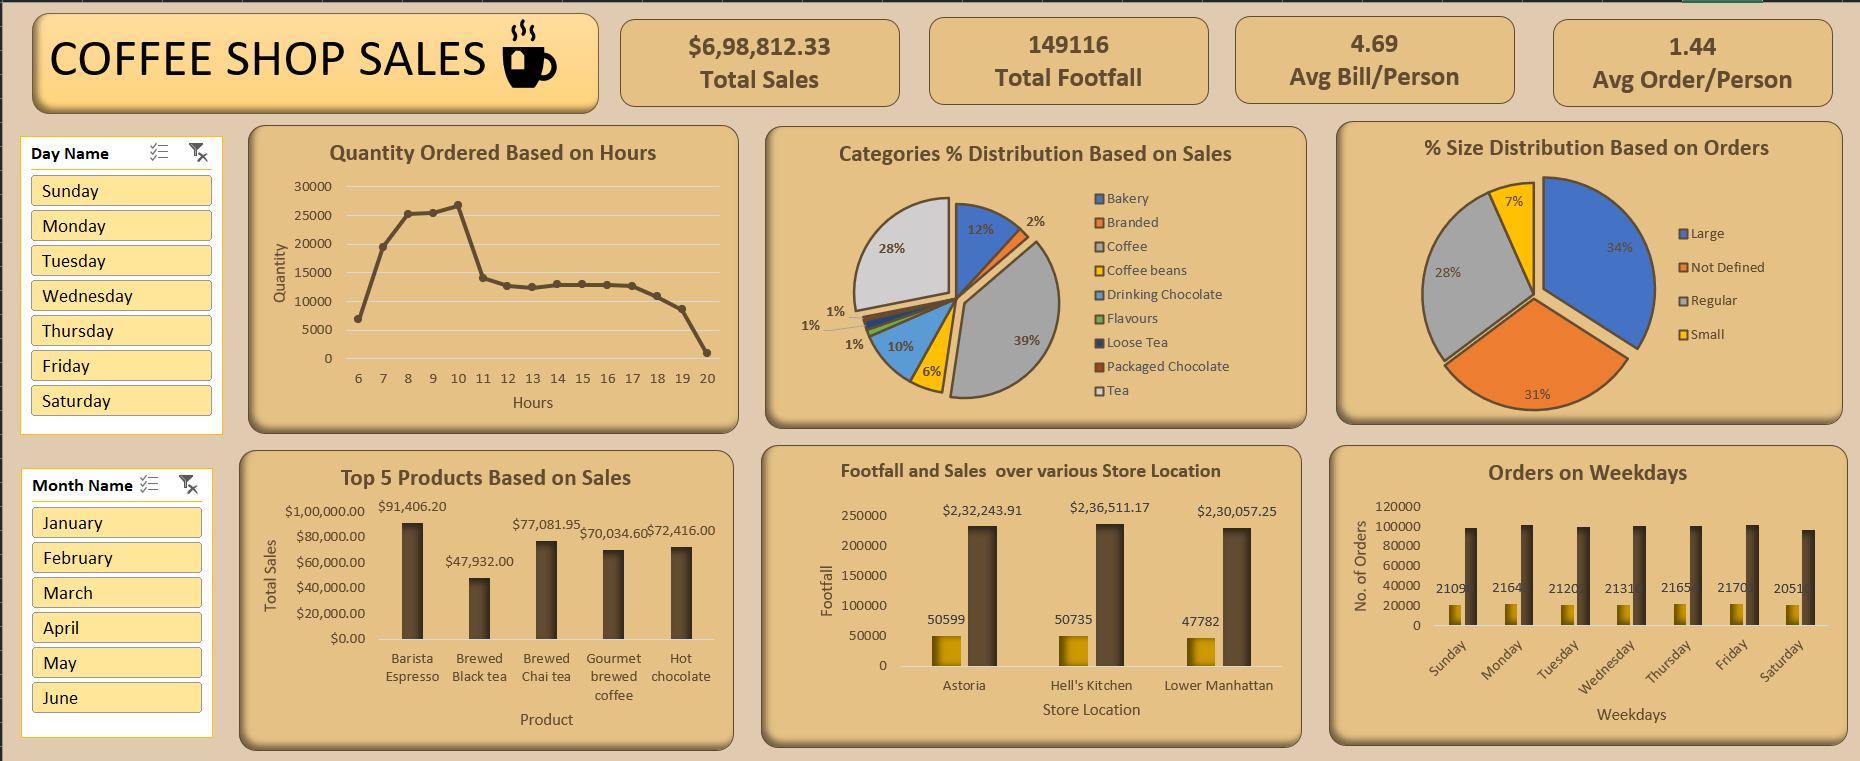 COFFEE SHOP SALES
$6,98,812.33
Total Sales
149116
Total Footfall
4.69
Avg Bill/Person
1.44
Avg Order/Person
Day Name
Sunday
Monday
Tuesday
Wednesday
Thursday
Friday
Saturday
Month Name
January
February
March
April
May
June
Quantity Ordered Based on Hours
30000
25000
20000
15000
10000
5000
0
Quantity
6 7 8 9 10 11 12 13 14 15 16 17 18 19 20
Hours
Categories % Distribution Based on Sales
12%
2%
39%
6%
10%
1%
1%
1%
28%
Bakery
Branded
Coffee
Coffee beans
Drinking Chocolate
Flavours
Loose Tea
Packaged Chocolate
Tea
% Size Distribution Based on Orders
34%
31%
28%
7%
Large
Not Defined
Regular
Small
Top 5 Products Based on Sales
$1,00,000.00
$80,000.00
$60,000.00
$40,000.00
$20,000.00
$0.00
Total Sales
$91,406.20
$47,932.00
$77,081.95
$70,034.60
$72,416.00
Barista Espresso
Brewed Black tea
Brewed Chai tea
Gourmet brewed coffee
Hot chocolate
Product
Footfall and Sales over various Store Location
250000
200000
150000
100000
50000
0
Footfall
$2,32,243.91
$2,36,511.17
$2,30,057.25
50599
50735
47782
Astoria
Hell's Kitchen
Lower Manhattan
Store Location
Orders on Weekdays
120000
100000
80000
60000
40000
20000
0
No. of Orders
Sunday
Monday
Tuesday
Wednesday
Thursday
Friday
Saturday
Weekdays